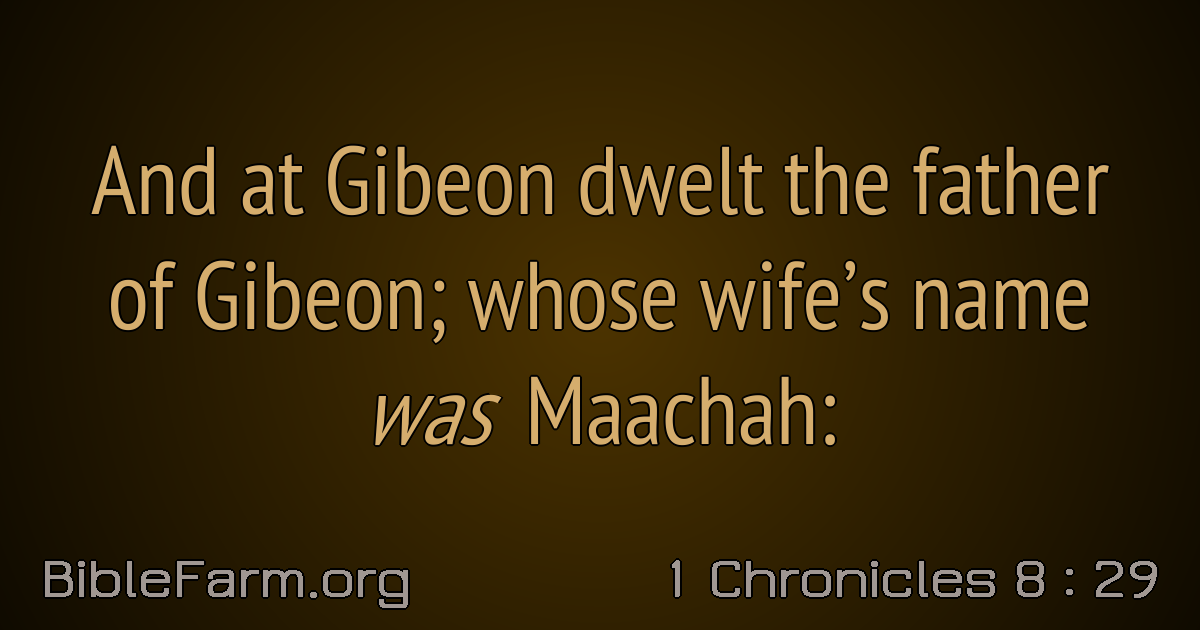 And at Gibeon dwelt the father
of Gibeon; whose wife’s name
was Maachah:
BibleFarm.org
1 Chronicles 8 : 29